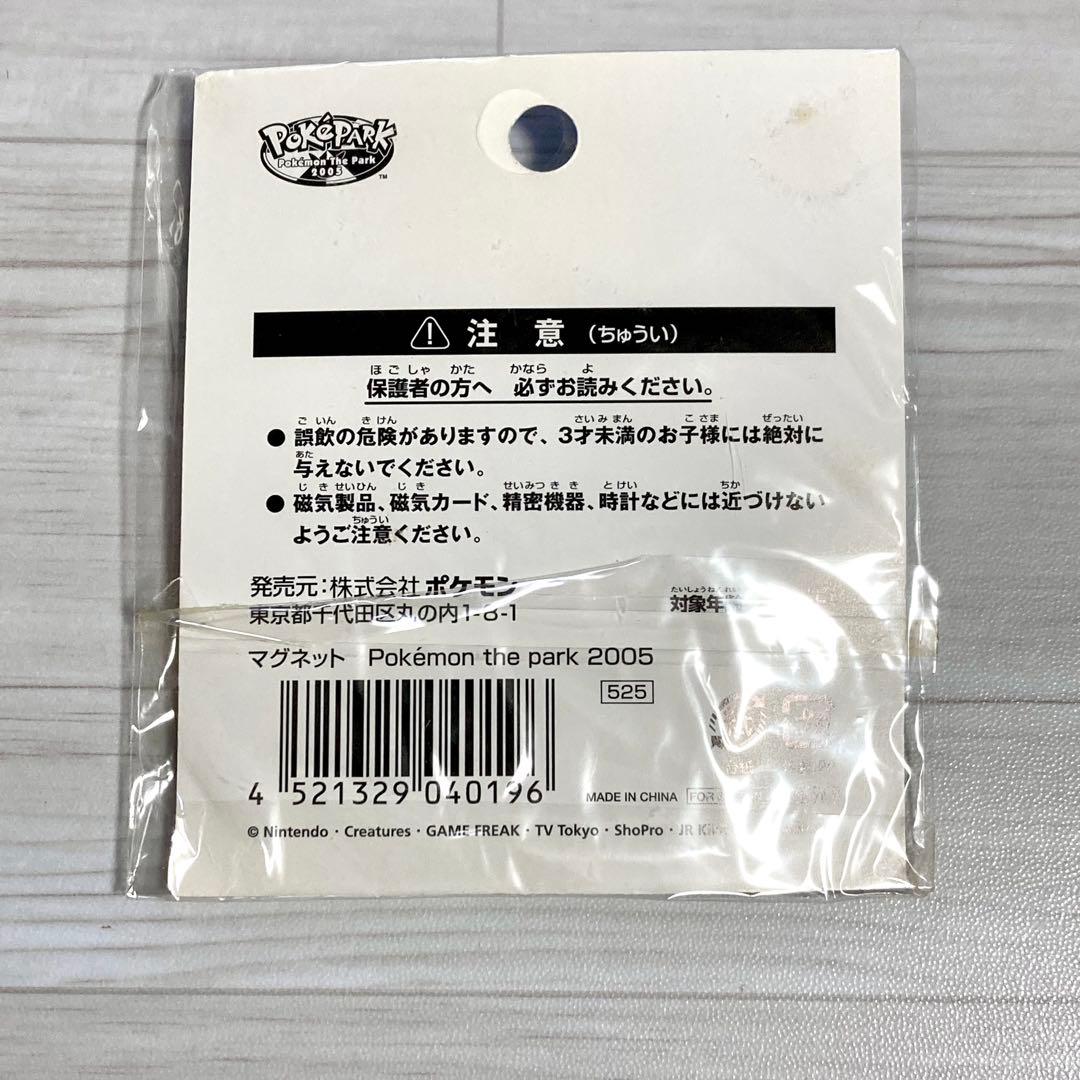 POKéPARK
Pokémon The Park
2005
TM
注意(ちゅうい)
ほごしゃ かた かなら よ
保護者の方へ 必ずお読みください。
ごいん きけん さいみまん こさま ぜったい
● 誤飲の危険がありますので、3才未満のお子様には絶対に
あた
与えないでください。
じきせいひん じき せいみつきき とけい ちか
● 磁気製品、磁気カード、精密機器、時計などには近づけない
ちゅうい
ようご注意ください。
発売元:株式会社 ポケモン
東京都千代田区丸の内1-8-1
対象年
マグネット Pokémon the park 2005
525
4 521329 040196
MADE IN CHINA FOR
© Nintendo・Creatures・GAME FREAK・TV Tokyo・ShoPro・JR